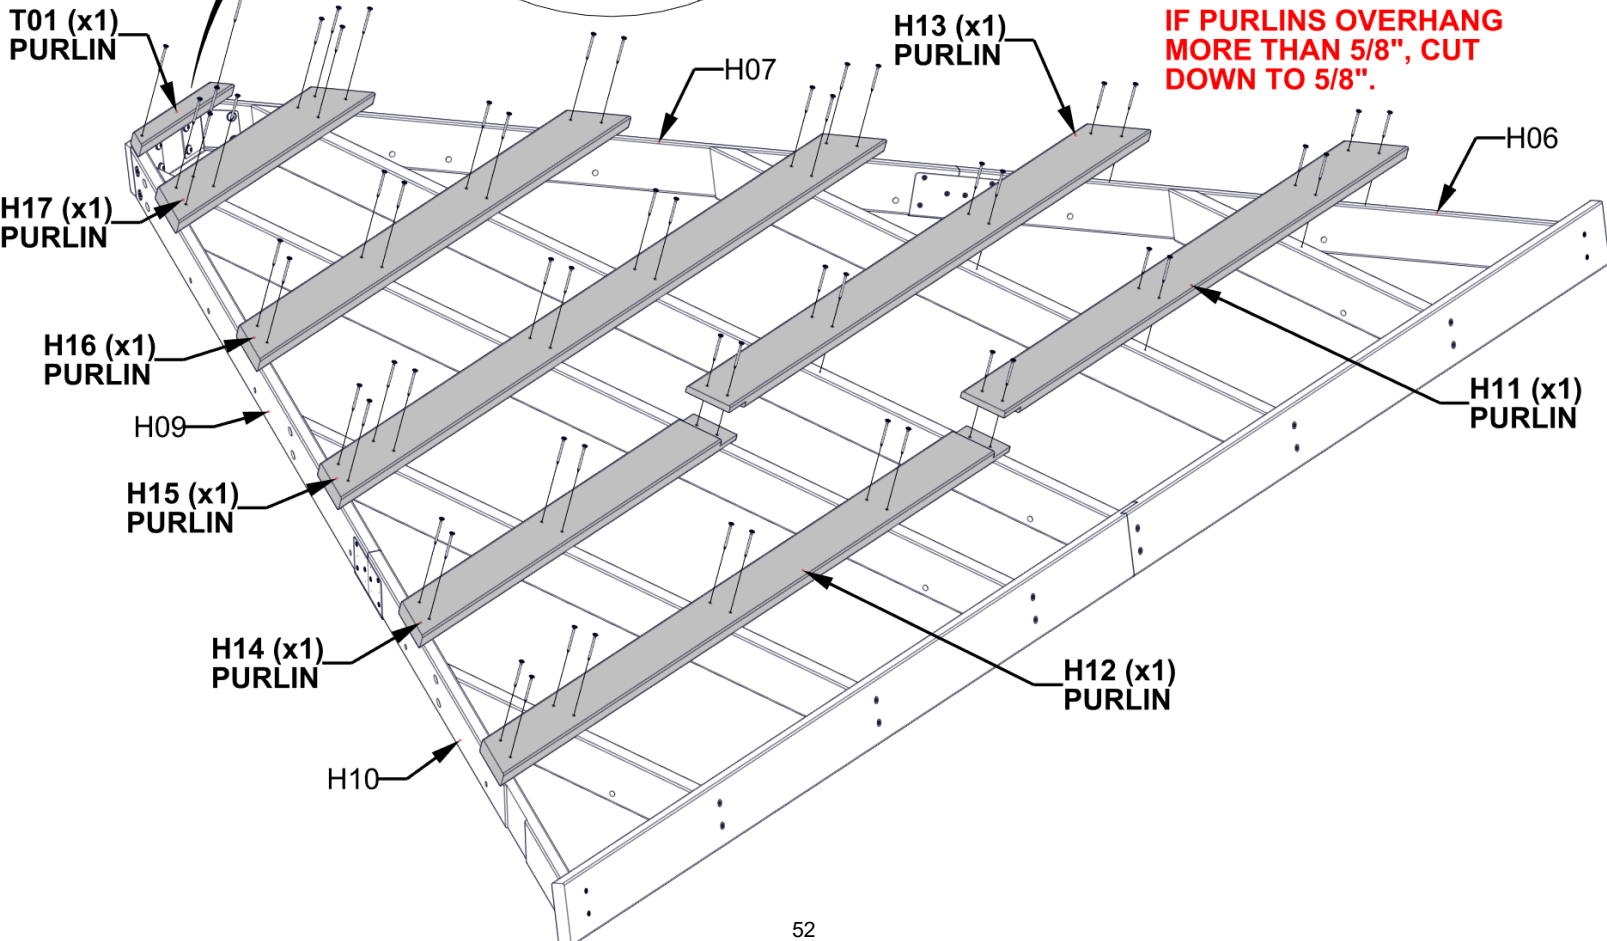 T01 (x1)
PURLIN
H13 (x1)
PURLIN
IF PURLINS OVERHANG
MORE THAN 5/8", CUT
DOWN TO 5/8".
H07
H06
H17 (x1)
PURLIN
H16 (x1)
PURLIN
H09
H11 (x1)
PURLIN
H15 (x1)
PURLIN
H14 (x1)
PURLIN
H12 (x1)
PURLIN
H10
52